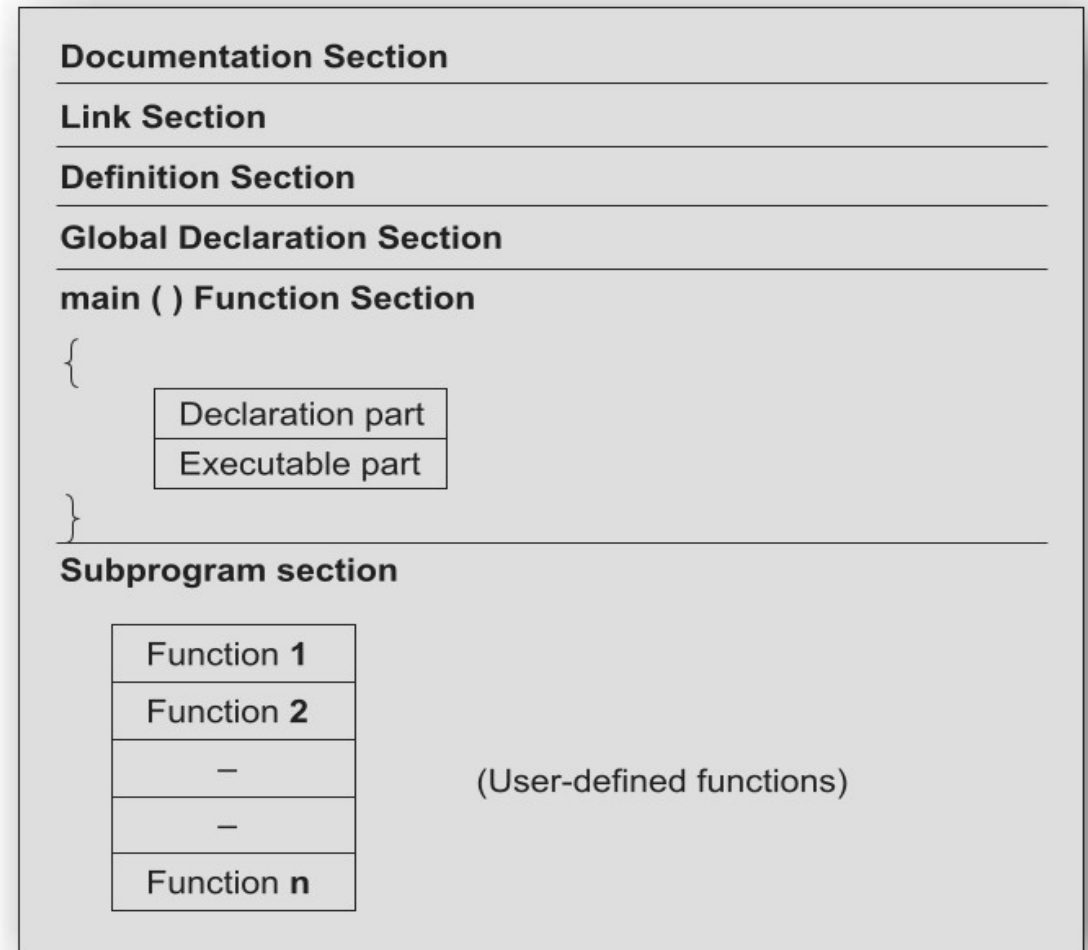 Documentation Section
Link Section
Definition Section
Global Declaration Section
main ( ) Function Section
{
Declaration part
Executable part
}
Subprogram section
Function 1
Function 2
–
–
Function n
(User-defined functions)